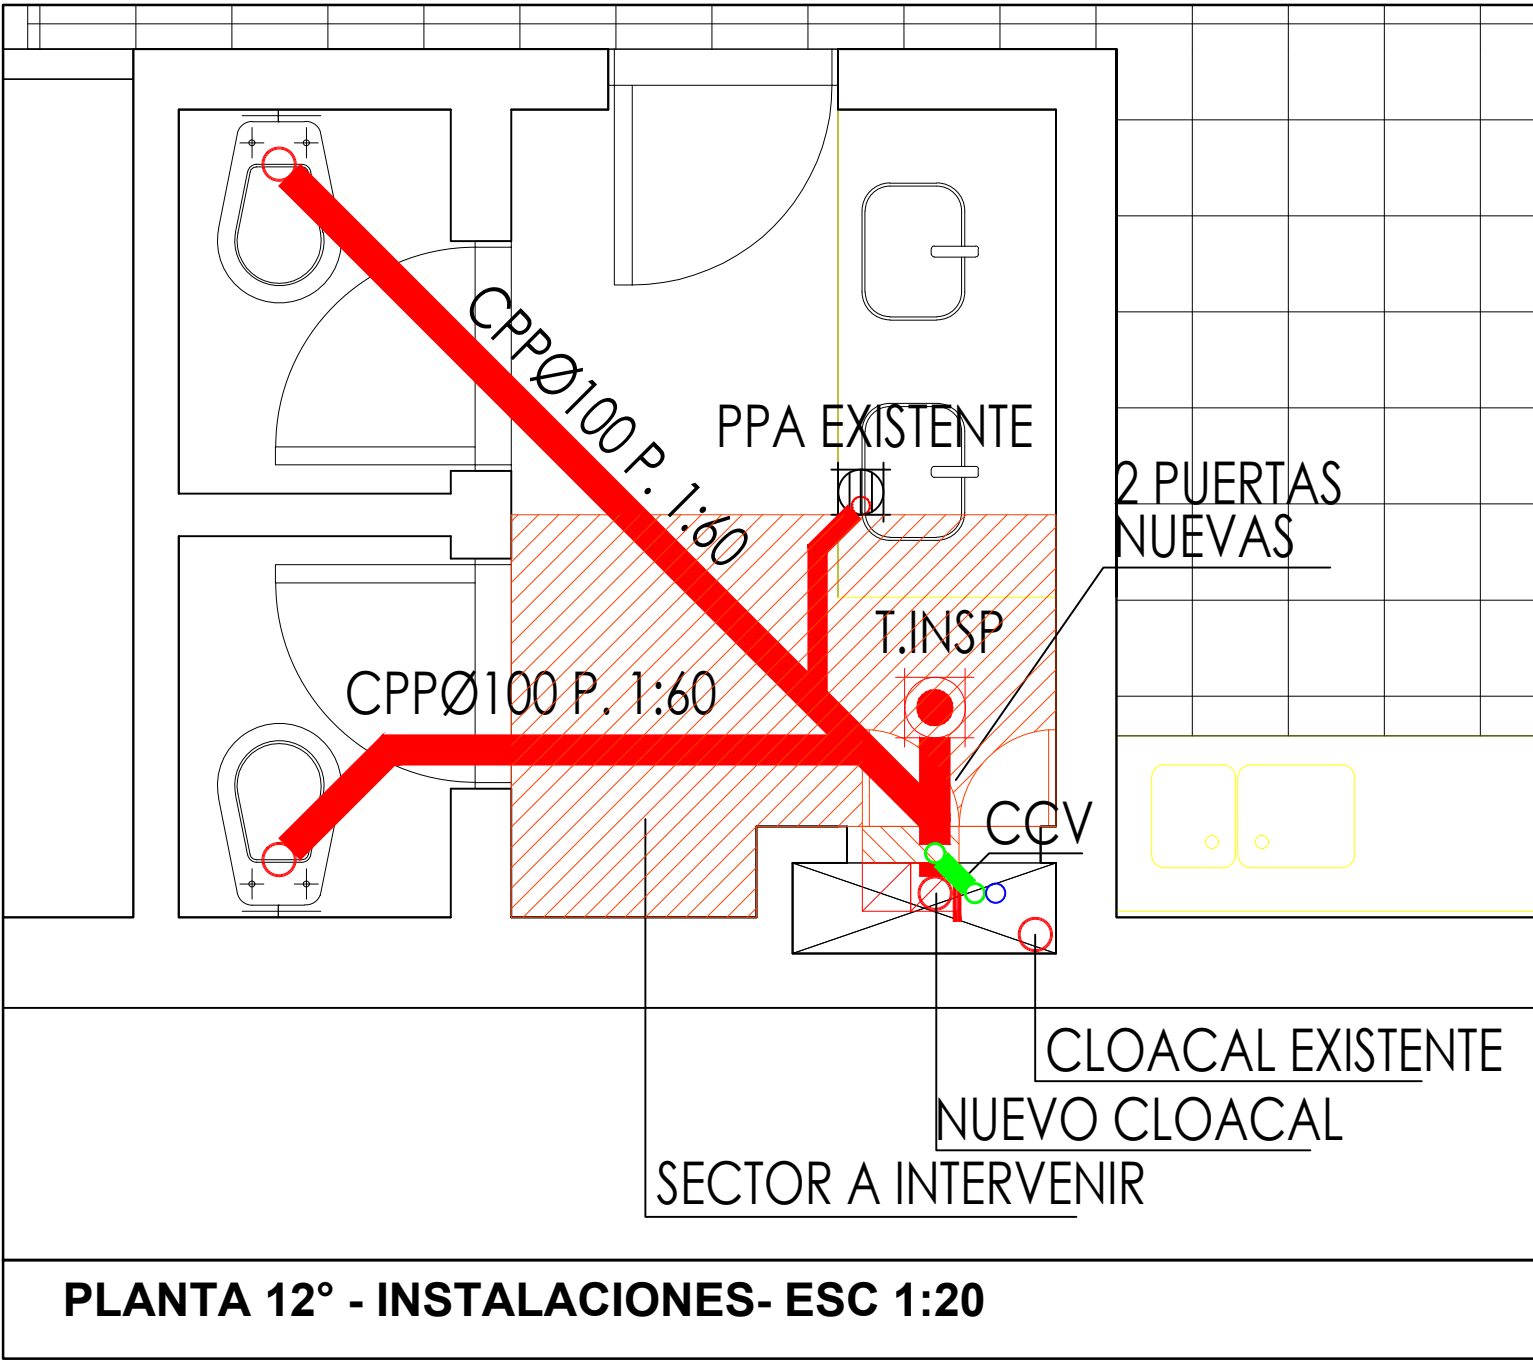 CPPØ100 P. 1:60
PPA EXISTENTE
2 PUERTAS
NUEVAS
T.INSP
CPPØ100 P. 1:60
CCV
CLOACAL EXISTENTE
NUEVO CLOACAL
SECTOR A INTERVENIR
PLANTA 12° - INSTALACIONES- ESC 1:20